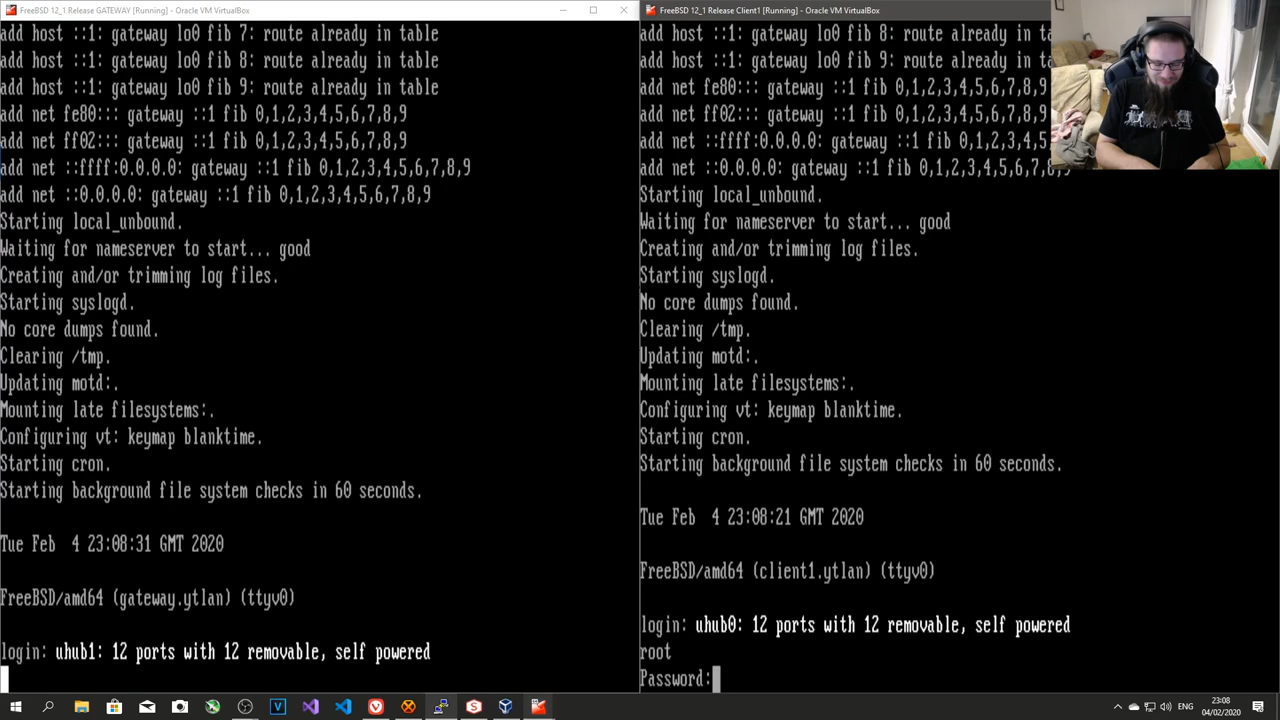 FreeBSD 12_1 Release GATEWAY [Running] - Oracle VM VirtualBox
add host ::1: gateway lo0 fib 7: route already in table
add host ::1: gateway lo0 fib 8: route already in table
add host ::1: gateway lo0 fib 9: route already in table
add net fe80::: gateway ::1 fib 0,1,2,3,4,5,6,7,8,9
add net ff02::: gateway ::1 fib 0,1,2,3,4,5,6,7,8,9
add net ::ffff:0.0.0.0: gateway ::1 fib 0,1,2,3,4,5,6,7,8,9
add net ::0.0.0.0: gateway ::1 fib 0,1,2,3,4,5,6,7,8,9
Starting local_unbound.
Waiting for nameserver to start... good
Creating and/or trimming log files.
Starting syslogd.
No core dumps found.
Clearing /tmp.
Updating motd:.
Mounting late filesystems:.
Configuring vt: keymap blanktime.
Starting cron.
Starting background file system checks in 60 seconds.
Tue Feb  4 23:08:31 GMT 2020
FreeBSD/amd64 (gateway.ytlan) (ttyv0)
login: uhub1: 12 ports with 12 removable, self powered
FreeBSD 12_1 Release Client1 [Running] - Oracle VM VirtualBox
add host ::1: gateway lo0 fib 8: route already in
add host ::1: gateway lo0 fib 9: route already in
add net fe80::: gateway ::1 fib 0,1,2,3,4,5,6,7,8,9
add net ff02::: gateway ::1 fib 0,1,2,3,4,5,6,7,8,9
add net ::ffff:0.0.0.0: gateway ::1 fib 0,1,2,3,4,5
add net ::0.0.0.0: gateway ::1 fib 0,1,2,3,4,5,6,7,8,9
Starting local_unbound.
Waiting for nameserver to start... good
Creating and/or trimming log files.
Starting syslogd.
No core dumps found.
Clearing /tmp.
Updating motd:.
Mounting late filesystems:.
Configuring vt: keymap blanktime.
Starting cron.
Starting background file system checks in 60 seconds.
Tue Feb  4 23:08:21 GMT 2020
FreeBSD/amd64 (client1.ytlan) (ttyv0)
login: uhub0: 12 ports with 12 removable, self powered
root
Password:
ENG
23:08
04/02/2020